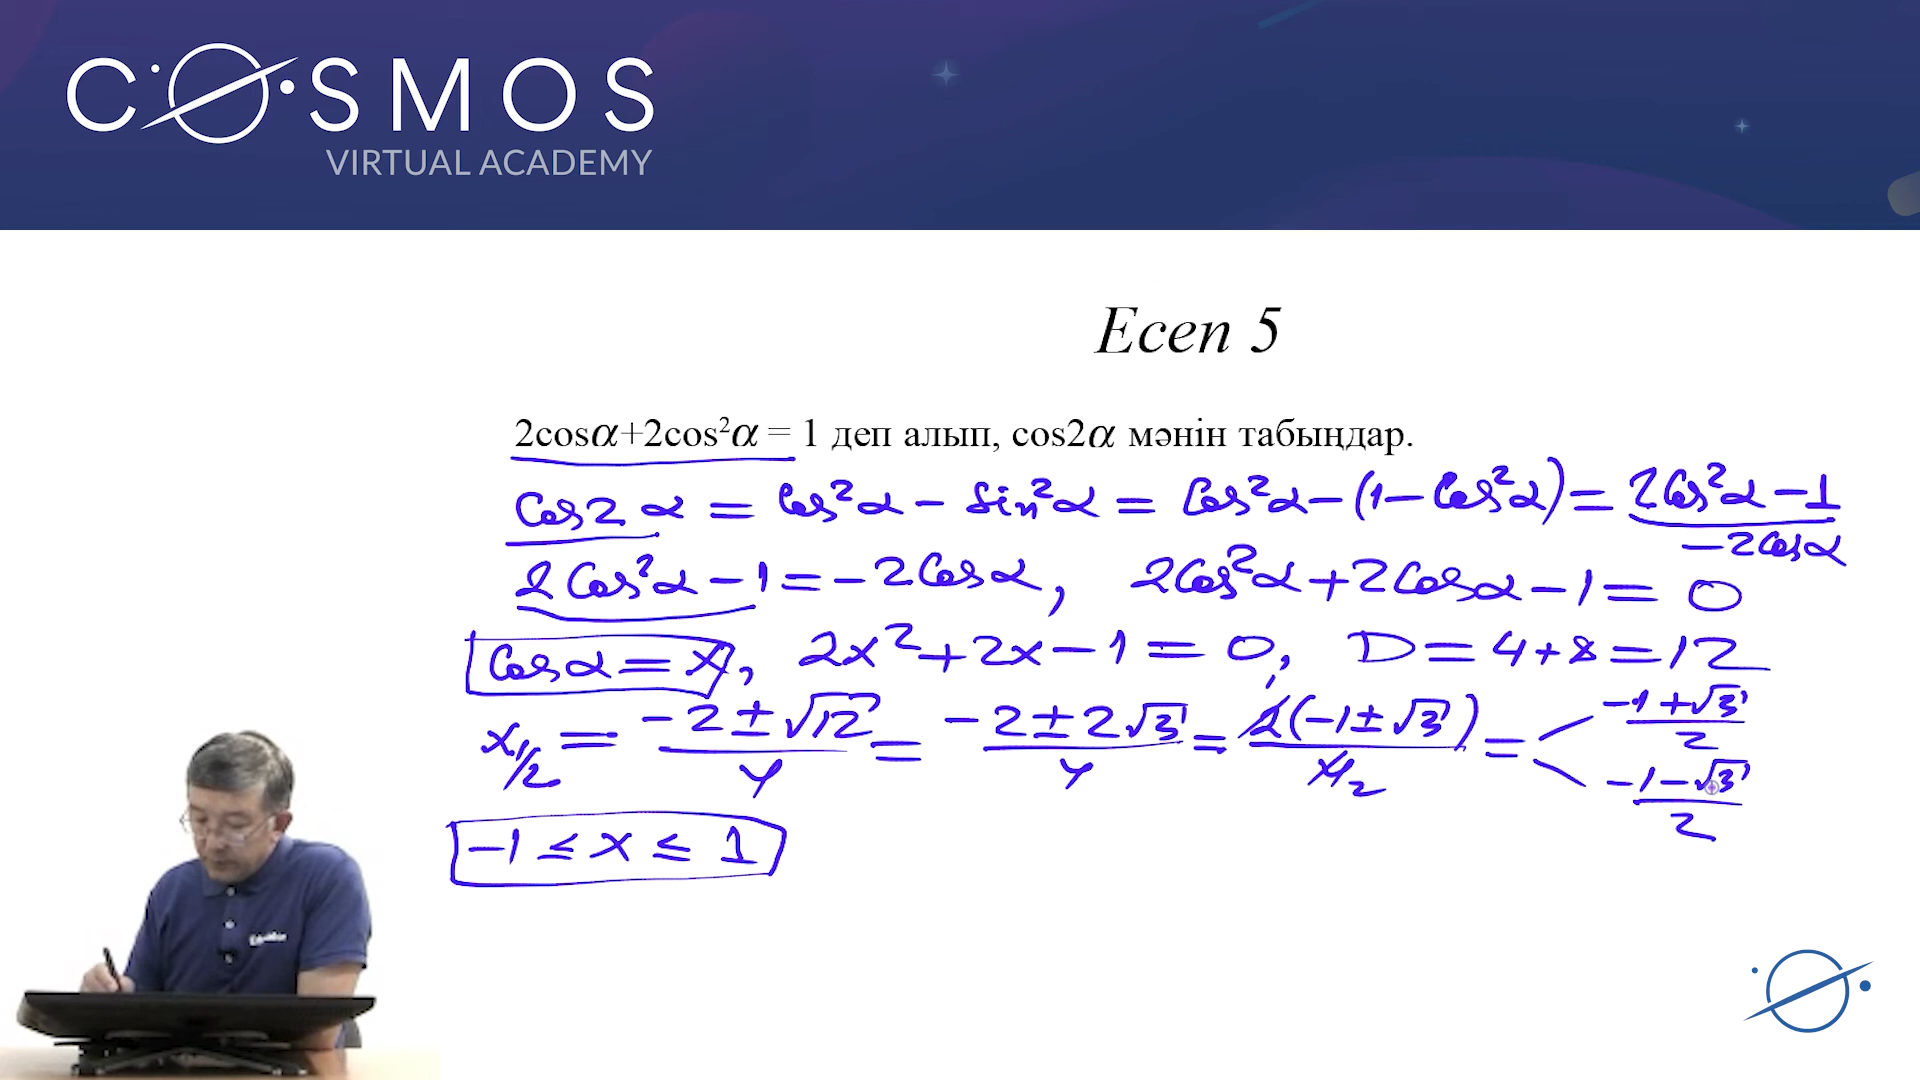 COSMOS
VIRTUAL ACADEMY
Есеп 5
2cosα+2cos²α = 1 деп алып, cos2α мәнін табыңдар.
Cos2α = Cos²α − Sin²α = Cos²α − (1 − Cos²α) = 2Cos²α − 1
−2Cosα
2Cos²α − 1 = −2Cosα, 2Cos²α + 2Cosα − 1 = 0
Cosα = x, 2x² + 2x − 1 = 0, D = 4 + 8 = 12
x1/2 = (−2 ± √12)/4 = (−2 ± 2√3)/4 = 2(−1 ± √3)/4 2 = < (−1 + √3)/2
(−1 − √3)/2
−1 ≤ x ≤ 1